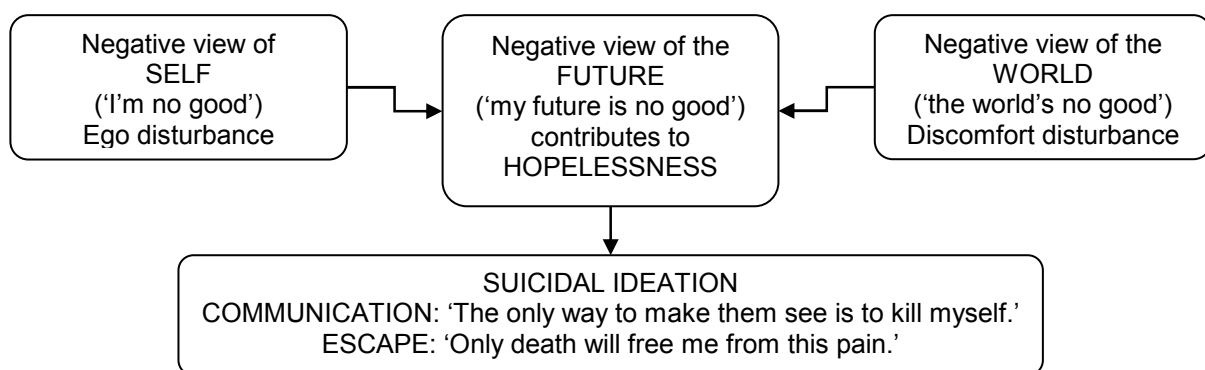 Negative view of
SELF
(‘I’m no good’)
Ego disturbance
Negative view of the
FUTURE
(‘my future is no good’)
contributes to
HOPELESSNESS
Negative view of the
WORLD
(‘the world’s no good’)
Discomfort disturbance
SUICIDAL IDEATION
COMMUNICATION: ‘The only way to make them see is to kill myself.’
ESCAPE: ‘Only death will free me from this pain.’